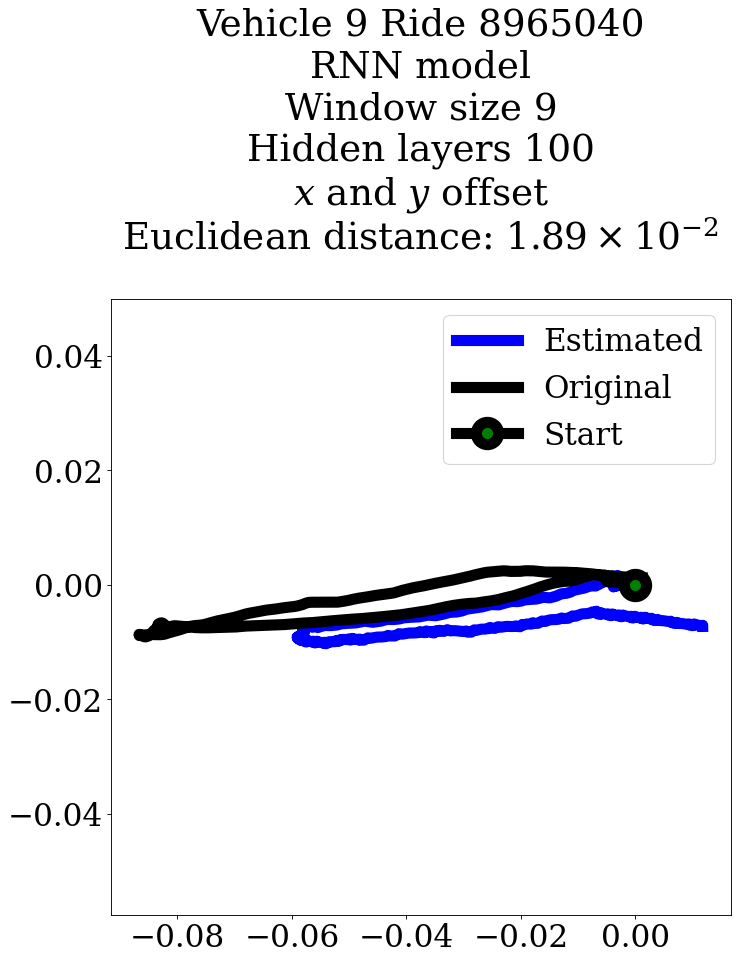 Vehicle 9 Ride 8965040
RNN model
Window size 9
Hidden layers 100
x and y offset
Euclidean distance: 1.89 × 10⁻²
Estimated
Original
Start
0.04
0.02
0.00
−0.02
−0.04
−0.08 −0.06 −0.04 −0.02 0.00